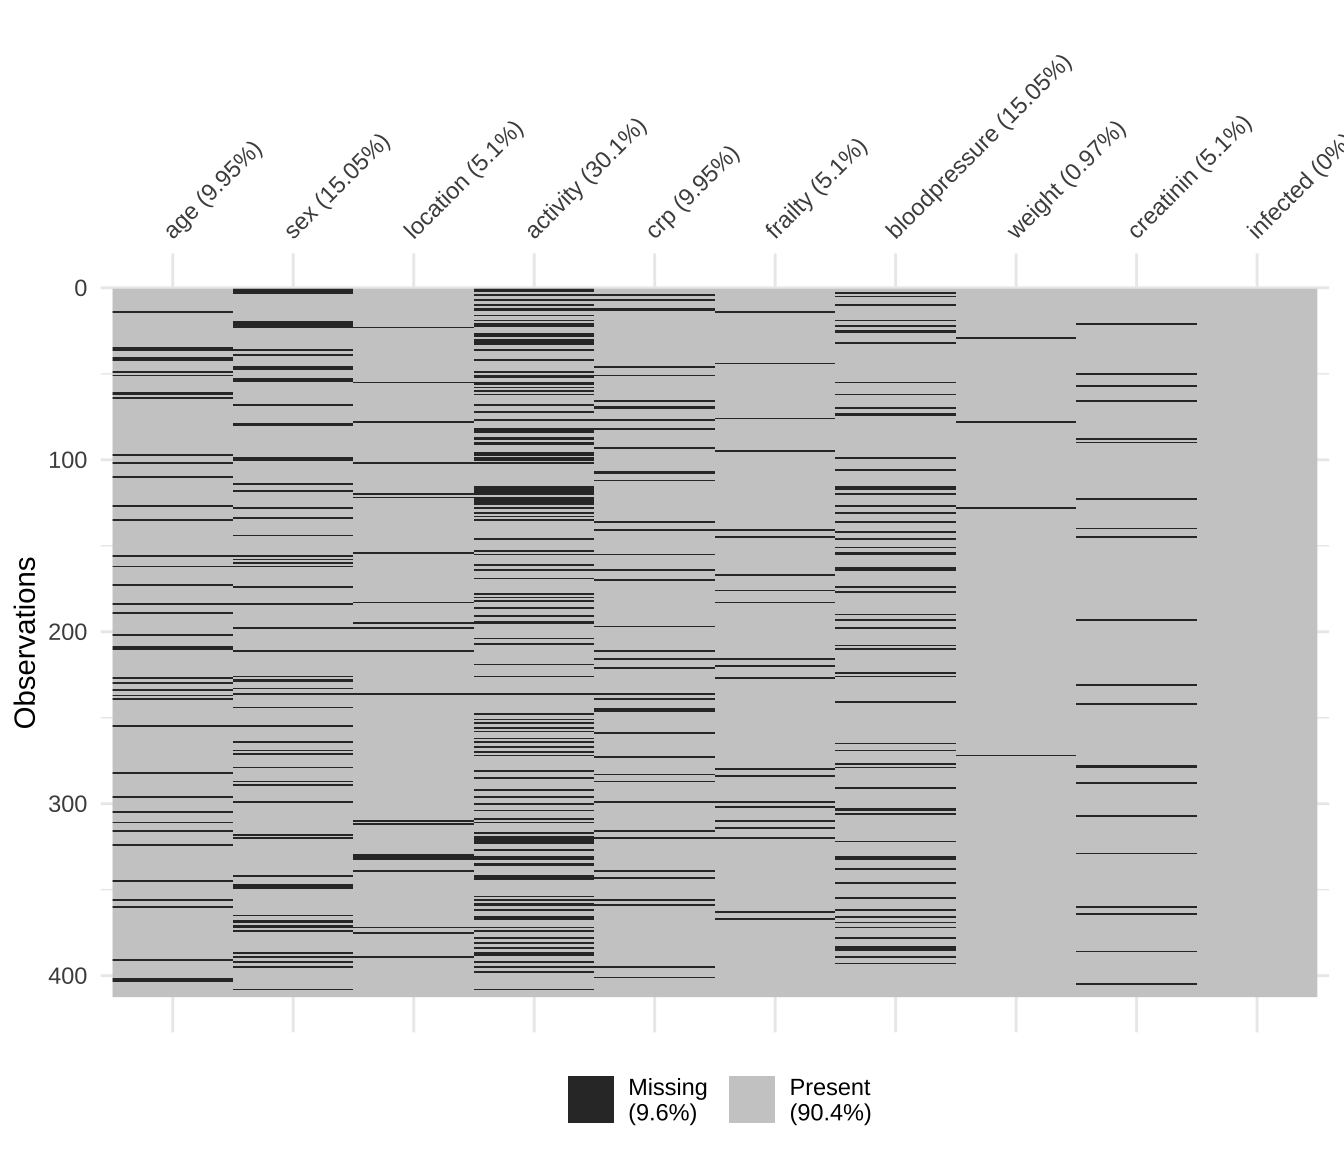 age (9.95%)
sex (15.05%)
location (5.1%)
activity (30.1%)
crp (9.95%)
frailty (5.1%)
bloodpressure (15.05%)
weight (0.97%)
creatinin (5.1%)
infected (0%
0
100
200
300
400
Observations
Missing
(9.6%)
Present
(90.4%)